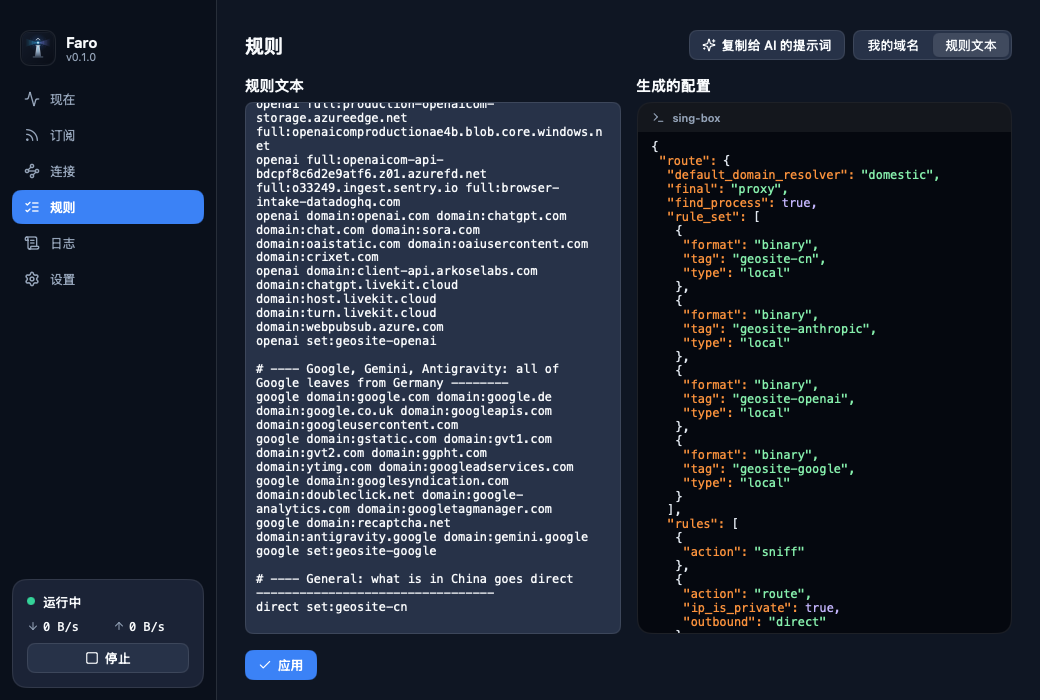 Faro
v0.1.0
现在
订阅
连接
规则
日志
设置
运行中
↓ 0 B/s
↑ 0 B/s
停止
规则
复制给 AI 的提示词
我的域名
规则文本
规则文本
openai full:production-openaicom-
storage.azureedge.net
full:openaicomproductionae4b.blob.core.windows.n
et
openai full:openaicom-api-
bdcpf8c6d2e9atf6.z01.azurefd.net
full:o33249.ingest.sentry.io full:browser-
intake-datadoghq.com
openai domain:openai.com domain:chatgpt.com
domain:chat.com domain:sora.com
domain:oaistatic.com domain:oaiusercontent.com
domain:crixet.com
openai domain:client-api.arkoselabs.com
domain:chatgpt.livekit.cloud
domain:host.livekit.cloud
domain:turn.livekit.cloud
domain:webpubsub.azure.com
openai set:geosite-openai
# ---- Google, Gemini, Antigravity: all of
Google leaves from Germany --------
google domain:google.com domain:google.de
domain:google.co.uk domain:googleapis.com
domain:googleusercontent.com
google domain:gstatic.com domain:gvt1.com
domain:gvt2.com domain:ggpht.com
domain:ytimg.com domain:googleadservices.com
google domain:googlesyndication.com
domain:doubleclick.net domain:google-
analytics.com domain:googletagmanager.com
google domain:recaptcha.net
domain:antigravity.google domain:gemini.google
google set:geosite-google
# ---- General: what is in China goes direct
---------------------------------
direct set:geosite-cn
应用
生成的配置
sing-box
{
"route": {
"default_domain_resolver": "domestic",
"final": "proxy",
"find_process": true,
"rule_set": [
{
"format": "binary",
"tag": "geosite-cn",
"type": "local"
},
{
"format": "binary",
"tag": "geosite-anthropic",
"type": "local"
},
{
"format": "binary",
"tag": "geosite-openai",
"type": "local"
},
{
"format": "binary",
"tag": "geosite-google",
"type": "local"
}
],
"rules": [
{
"action": "sniff"
},
{
"action": "route",
"ip_is_private": true,
"outbound": "direct"